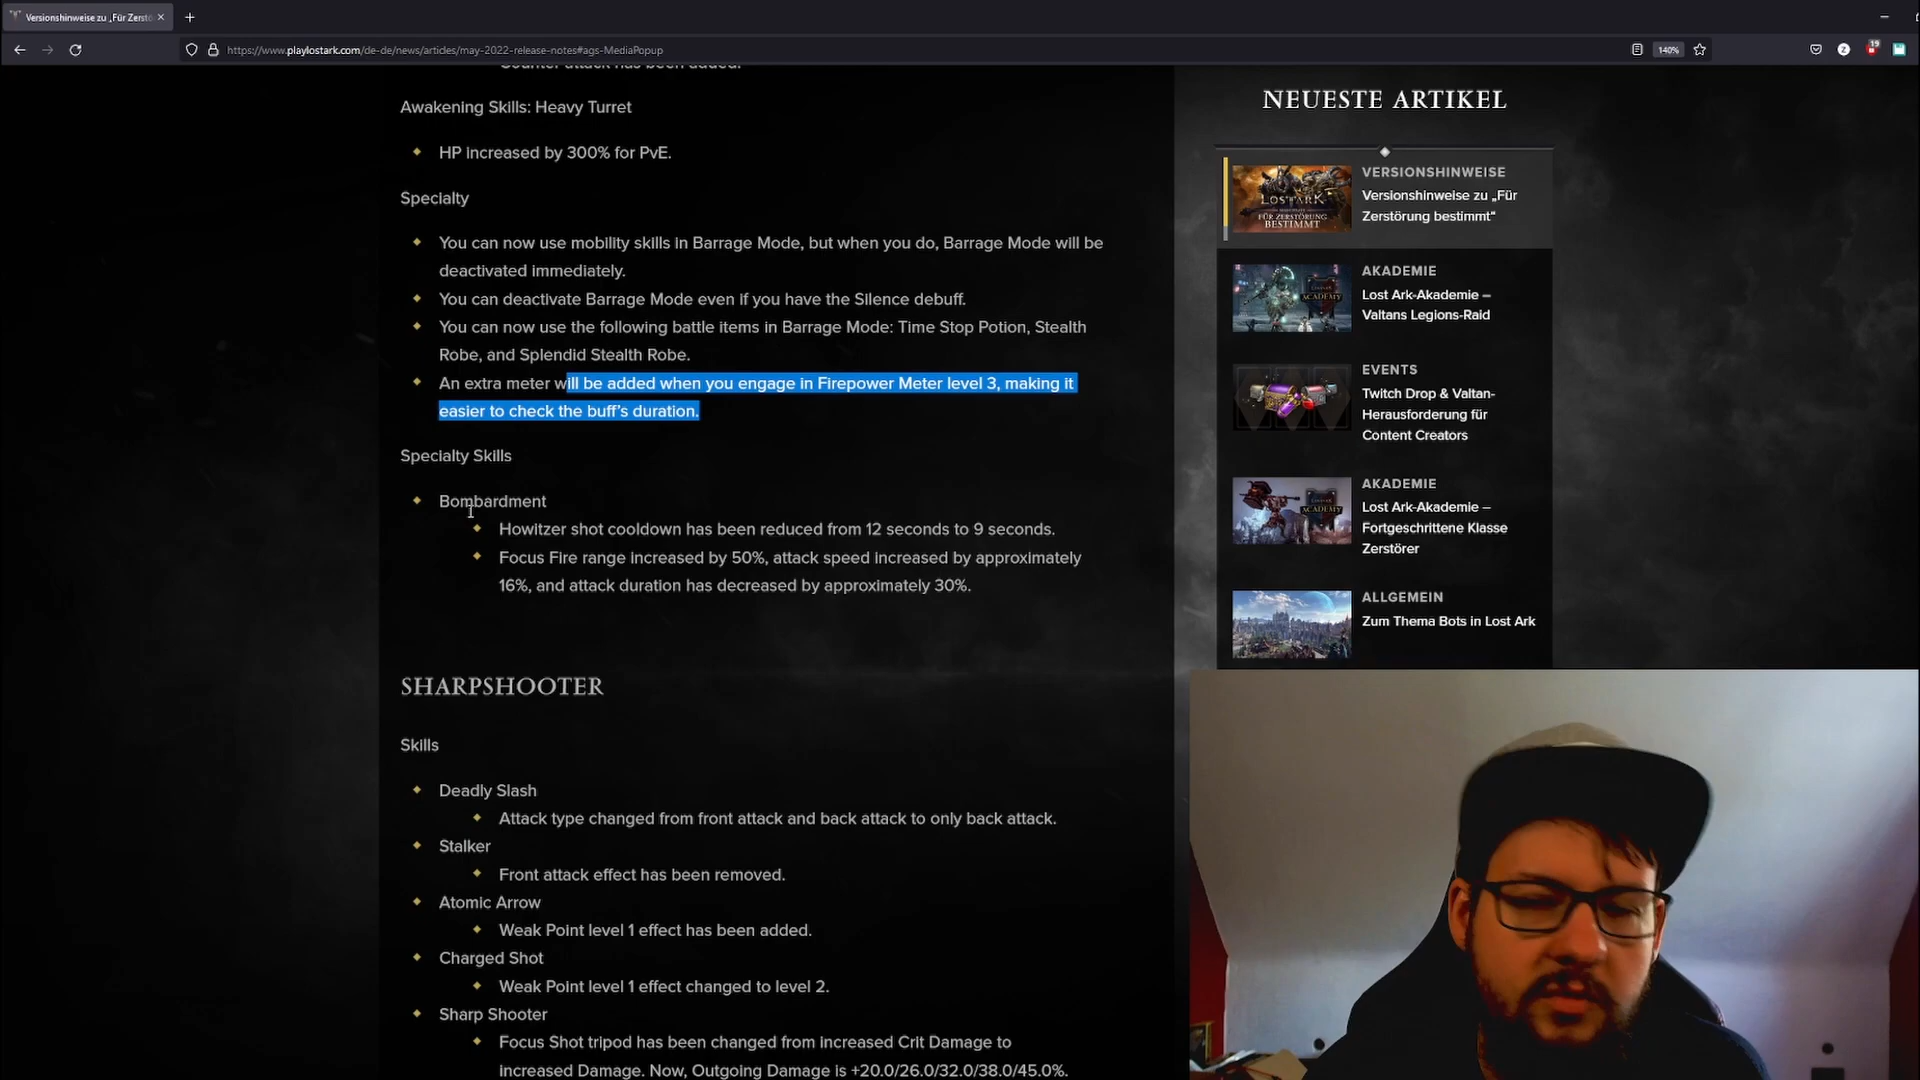 Versionshinweise zu „Für Zerstö
https://www.playlostark.com/de-de/news/articles/may-2022-release-notes#ags-MediaPopup
140%
19
Counter attack has been added.
Awakening Skills: Heavy Turret
HP increased by 300% for PvE.
Specialty
You can now use mobility skills in Barrage Mode, but when you do, Barrage Mode will be
deactivated immediately.
You can deactivate Barrage Mode even if you have the Silence debuff.
You can now use the following battle items in Barrage Mode: Time Stop Potion, Stealth
Robe, and Splendid Stealth Robe.
An extra meter will be added when you engage in Firepower Meter level 3, making it
easier to check the buff's duration.
Specialty Skills
Bombardment
Howitzer shot cooldown has been reduced from 12 seconds to 9 seconds.
Focus Fire range increased by 50%, attack speed increased by approximately
16%, and attack duration has decreased by approximately 30%.
SHARPSHOOTER
Skills
Deadly Slash
Attack type changed from front attack and back attack to only back attack.
Stalker
Front attack effect has been removed.
Atomic Arrow
Weak Point level 1 effect has been added.
Charged Shot
Weak Point level 1 effect changed to level 2.
Sharp Shooter
Focus Shot tripod has been changed from increased Crit Damage to
increased Damage. Now, Outgoing Damage is +20.0/26.0/32.0/38.0/45.0%.
NEUESTE ARTIKEL
LOST ARK
FÜR ZERSTÖRUNG
BESTIMMT
VERSIONSHINWEISE
Versionshinweise zu „Für
Zerstörung bestimmt“
ACADEMY
AKADEMIE
Lost Ark-Akademie –
Valtans Legions-Raid
EVENTS
Twitch Drop & Valtan-
Herausforderung für
Content Creators
ACADEMY
AKADEMIE
Lost Ark-Akademie –
Fortgeschrittene Klasse
Zerstörer
ALLGEMEIN
Zum Thema Bots in Lost Ark